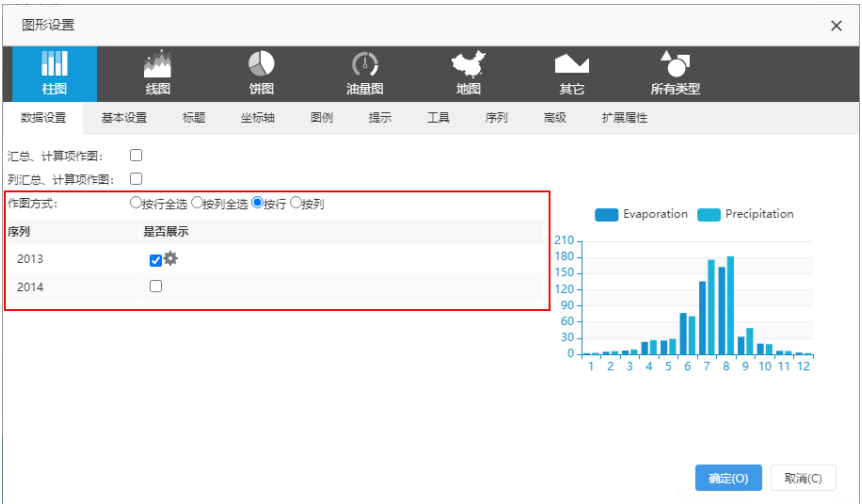 图形设置
柱图 线图 饼图 油量图 地图 其它 所有类型
数据设置 基本设置 标题 坐标轴 图例 提示 工具 序列 高级 扩展属性
汇总、计算项作图:
列汇总、计算项作图:
作图方式: 按行全选 按列全选 按行 按列
序列 是否展示
2013
2014
Evaporation Precipitation
210
180
150
120
90
60
30
0
1 2 3 4 5 6 7 8 9 10 11 12
确定(O) 取消(C)